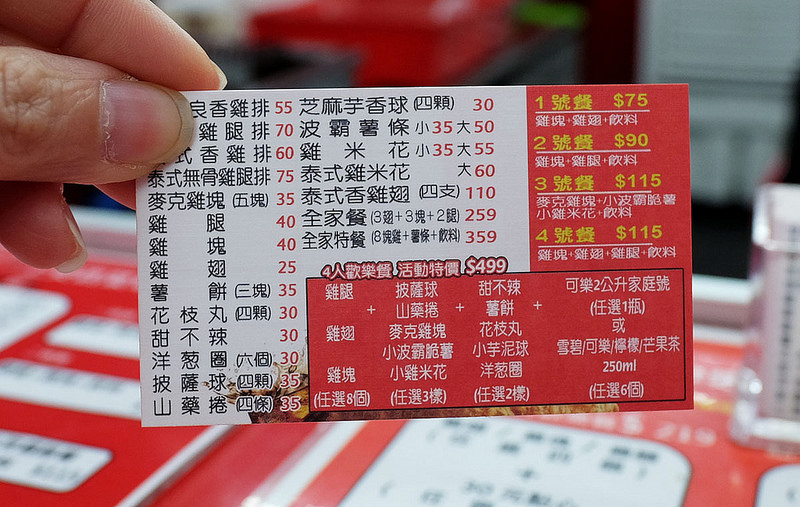 良香雞排 55
雞腿排 70
式香雞排 60
泰式無骨雞腿排 75
麥克雞塊 (五塊) 35
雞腿 40
雞塊 40
雞翅 25
薯餅 (三塊) 35
花枝丸 (四顆) 30
甜不辣 30
洋葱圈 (六個) 30
披薩球 (四顆) 35
山藥捲 (四條) 35
芝麻芋香球 (四顆) 30
波霸薯條 小35 大50
雞米花 小35 大55
泰式雞米花 大60
泰式香雞翅 (四支) 110
全家餐 (3翅+3塊+2腿) 259
全家特餐 (8塊雞+薯條+飲料) 359
1號餐 $75
雞塊+雞翅+飲料
2號餐 $90
雞塊+雞腿+飲料
3號餐 $115
麥克雞塊+小波霸脆薯
小雞米花+飲料
4號餐 $115
雞塊+雞翅+雞腿+飲料
4人歡樂餐 活動特價 $499
雞腿 披薩球 甜不辣 可樂2公升家庭號
+ 山藥捲 + 薯餅 + (任選1瓶)
雞翅 麥克雞塊 花枝丸 或
小波霸脆薯 小芋泥球 雪碧/可樂/檸檬/芒果茶
雞塊 小雞米花 洋葱圈 250ml
(任選8個) (任選3樣) (任選2樣) (任選6個)
219